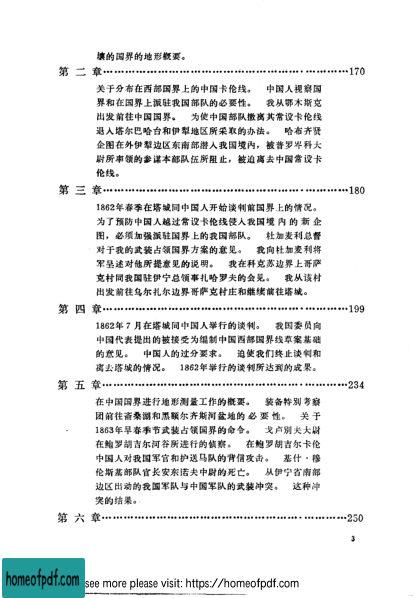 壤的国界的地形概要。
第二章……………………………………………170
关于分布在西部国界上的中国卡伦线。 中国人视察国
界和在国界上派驻我国部队的必要性。 我从鄂木斯克
出发前往中国国界。 为使中国部队撤离其常设卡伦线
退入塔尔巴哈台和伊犁地区所采取的办法。 哈布齐贤
企图在外伊犁边区东南部潜入我国境内，被普罗岑科大
尉所率领的参谋本部队伍所阻止，被迫离去中国常设卡
伦线。
第三章……………………………………………180
1862年春季在塔城同中国人开始谈判前国界上的情况。
为了预防中国人越过常设卡伦线侵入我国境内的新企
图，必须加强派驻国界上的我国部队。 杜加麦利总督
对于我的武装占领国界方案的意见。 我向杜加麦利将
军呈述对他所提意见的说明。 我在科克苏边界上哥萨
克村同我国驻伊宁总领事扎哈罗夫的会见。 我从该村
出发前往乌尔扎尔边界哥萨克村庄和继续前往塔城。
第四章……………………………………………199
1862年7月在塔城同中国人举行的谈判。 我国委员向
中国代表提出的被接受为编制中国西部国界线草案基础
的意见。 中国人的过分要求。 迫使我们终止谈判和
离去塔城的情况。 1862年举行的谈判所达到的成果。
第五章……………………………………………234
在中国国界进行地形测量工作的概要。 装备特别考察
团前往斋桑湖和黑额尔齐斯河盆地的必要性。 关于
1863年早春季节武装占领国界的命令。 戈卢别夫大尉
在鲍罗胡吉尔河谷所进行的侦察。 在鲍罗胡吉尔卡伦
中国人对我国军官和护送马队的背信攻击。 基什·穆
伦斯基部队官长安东诺夫中尉的死亡。 从伊宁省南部
边区出动的我国军队与中国军队的武装冲突。 这种冲
突的结果。
第六章……………………………………………250
3
homeofpdf.com
see more please visit: https://homeofpdf.com